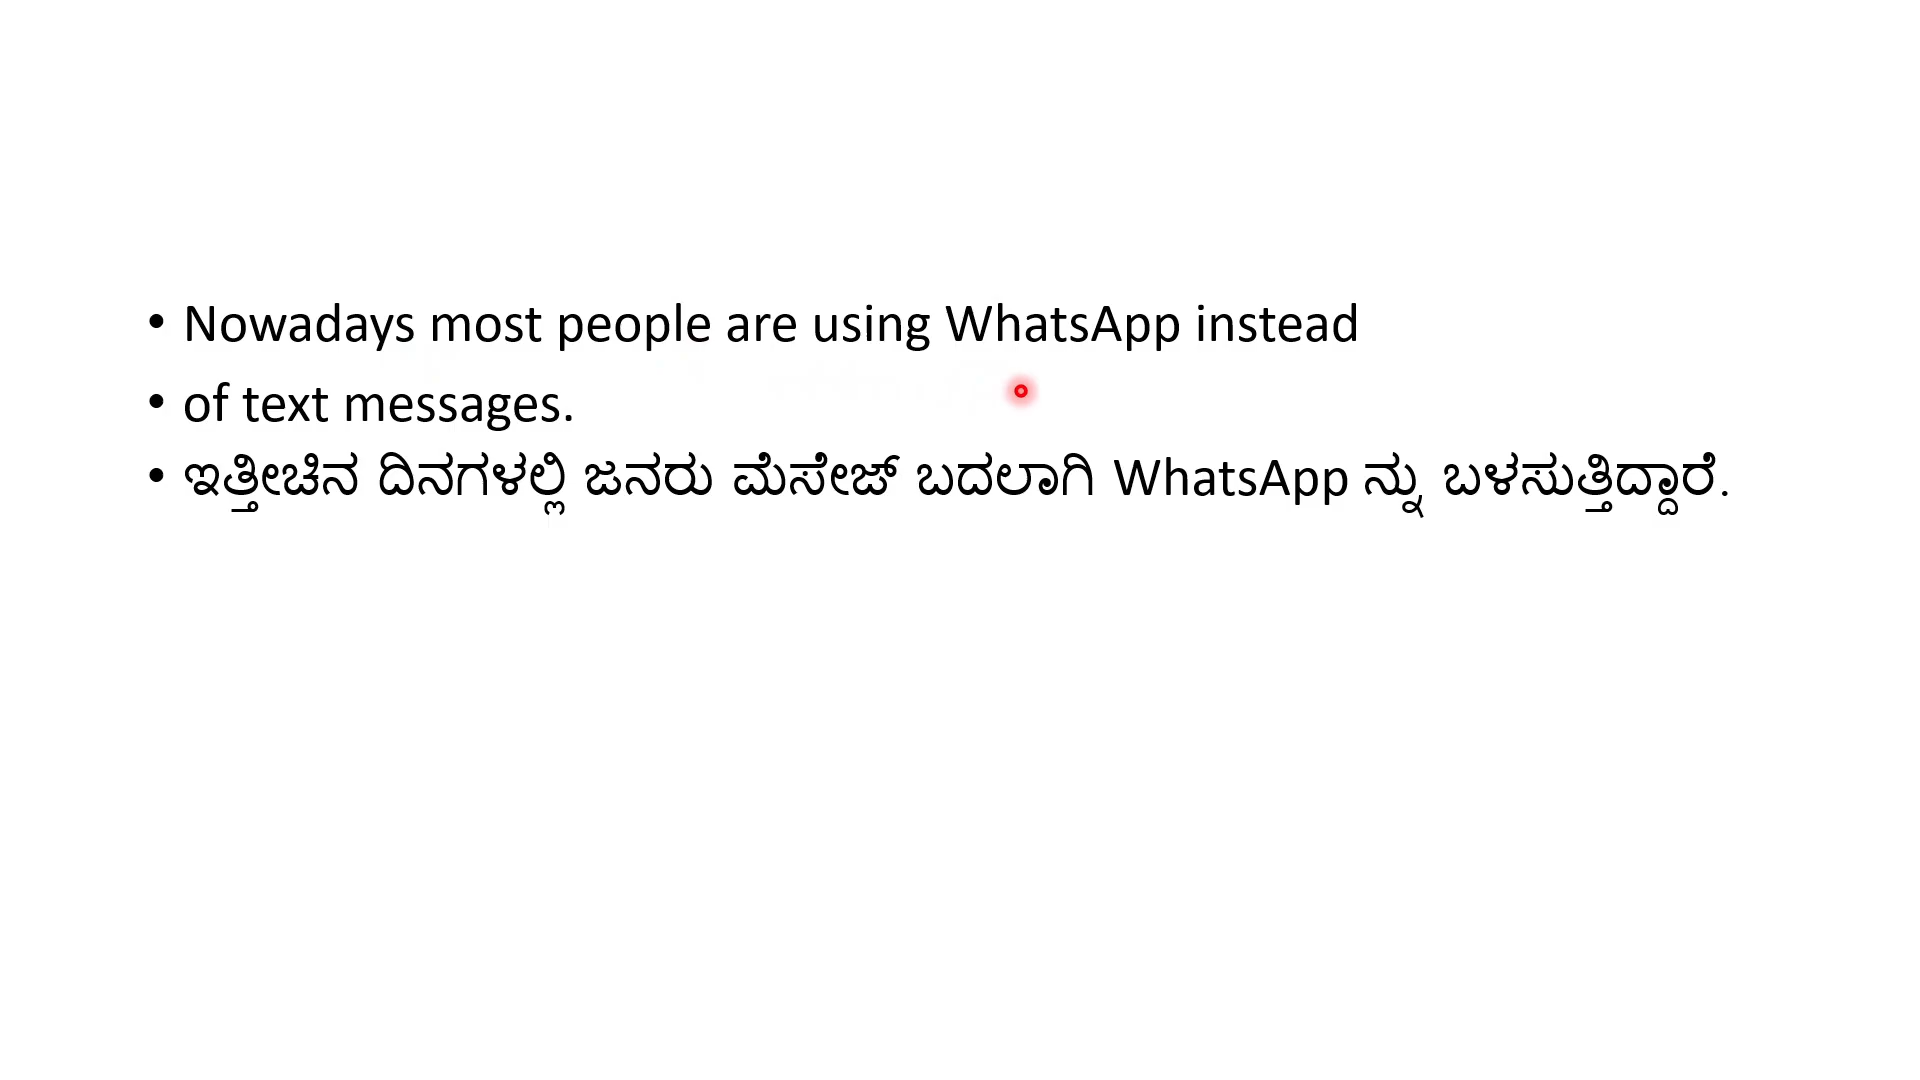 • Nowadays most people are using WhatsApp instead
• of text messages.
• ಇತ್ತೀಚಿನ ದಿನಗಳಲ್ಲಿ ಜನರು ಮೆಸೇಜ್ ಬದಲಾಗಿ WhatsApp ನ್ನು ಬಳಸುತ್ತಿದ್ದಾರೆ.